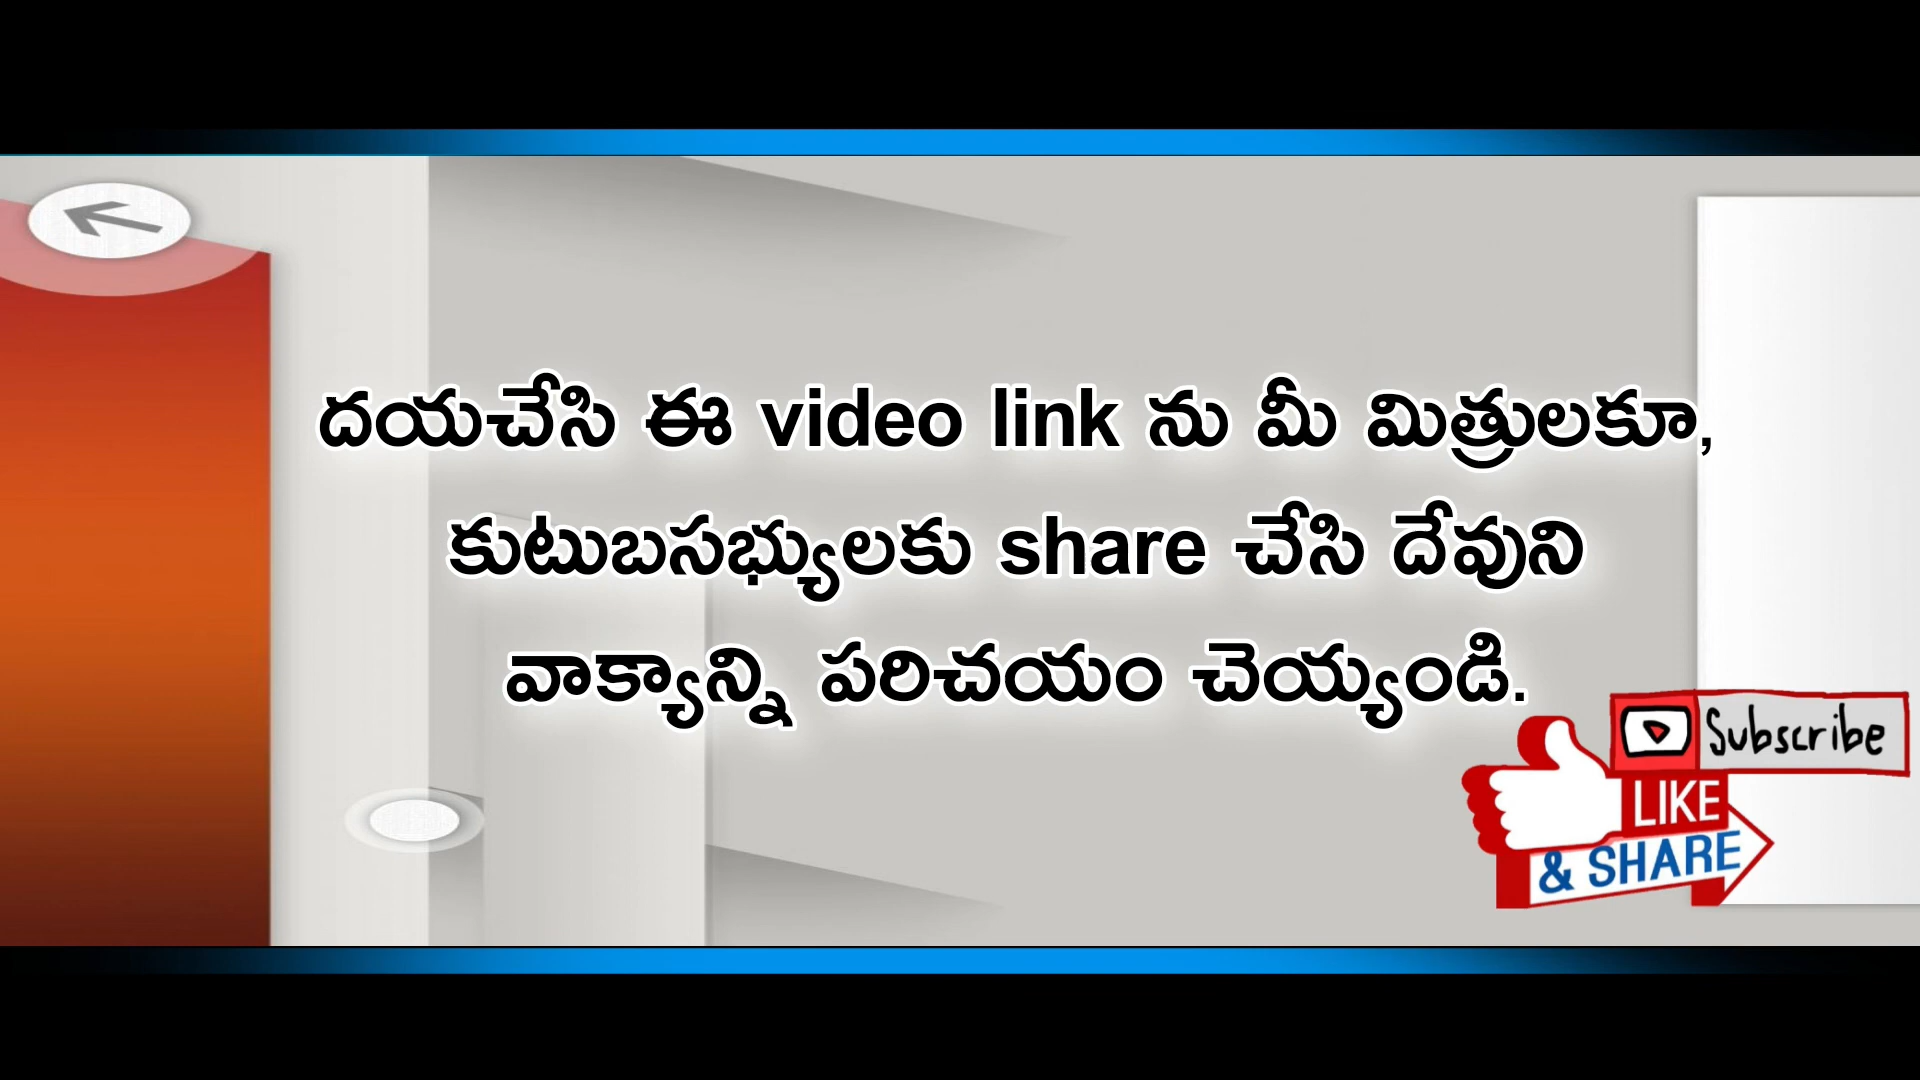 దయచేసి ఈ video link ను మీ మిత్రులకూ,
కుటుబసభ్యులకు share చేసి దేవుని
వాక్యాన్ని పరిచయం చెయ్యండి.
Subscribe
LIKE
& SHARE